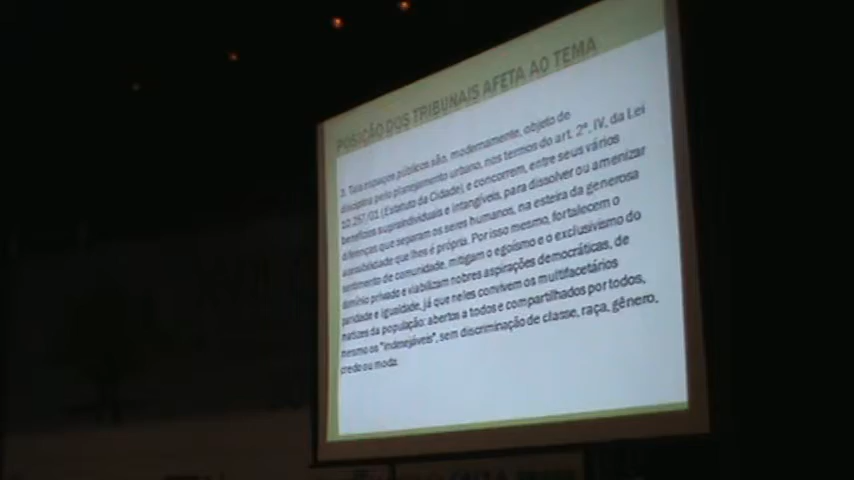 POSIÇÃO DOS TRIBUNAIS AFETA AO TEMA
3. Tais espaços públicos são, modernamente, objeto de
disciplina pelo planejamento urbano, nos termos do art. 2º, IV, da Lei
10.257/01 (Estatuto da Cidade), e concorrem, entre seus vários
benefícios supraindividuais e intangíveis, para dissolver ou amenizar
diferenças que separam os seres humanos, na esteira da generosa
acessibilidade que lhes é própria. Por isso mesmo, fortalecem o
sentimento de comunidade, mitigam o egoísmo e o exclusivismo do
domínio privado e viabilizam nobres aspirações democráticas, de
paridade e igualdade, já que neles convivem os multifacetários
matizes da população: abertos a todos e compartilhados por todos,
mesmo os "indesejáveis", sem discriminação de classe, raça, gênero,
credo ou moda.